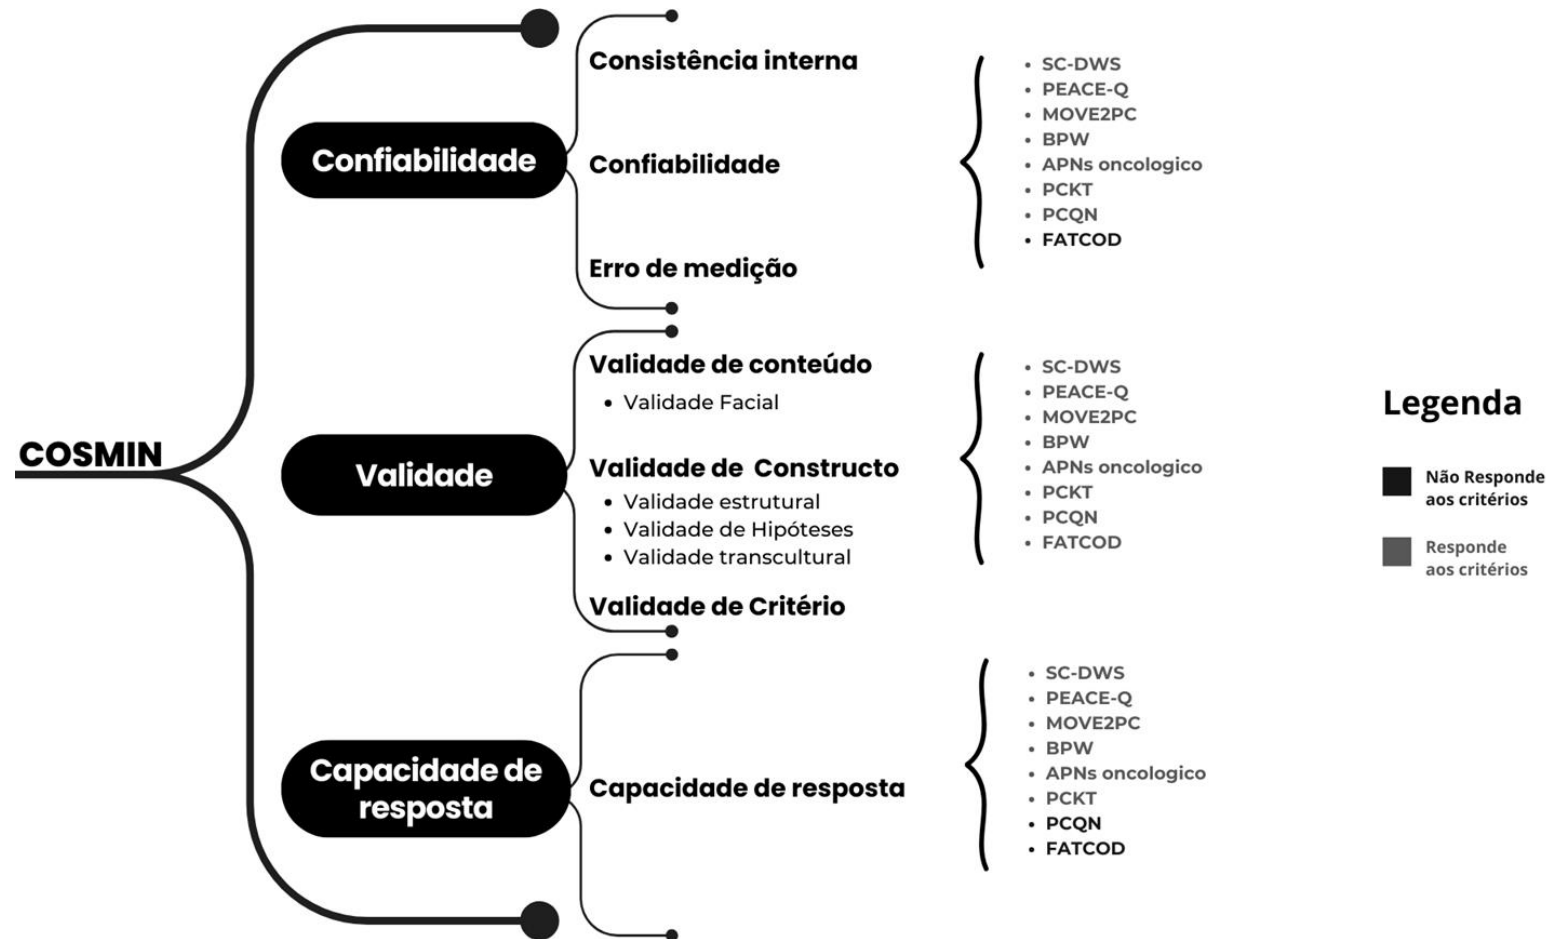 COSMIN
Confiabilidade
Consistência interna
Confiabilidade
Erro de medição
• SC-DWS
• PEACE-Q
• MOVE2PC
• BPW
• APNs oncologico
• PCKT
• PCQN
• FATCOD
Validade
Validade de conteúdo
• Validade Facial
Validade de Constructo
• Validade estrutural
• Validade de Hipóteses
• Validade transcultural
Validade de Critério
• SC-DWS
• PEACE-Q
• MOVE2PC
• BPW
• APNs oncologico
• PCKT
• PCQN
• FATCOD
Capacidade de
resposta
Capacidade de resposta
• SC-DWS
• PEACE-Q
• MOVE2PC
• BPW
• APNs oncologico
• PCKT
• PCQN
• FATCOD
Legenda
Não Responde
aos critérios
Responde
aos critérios